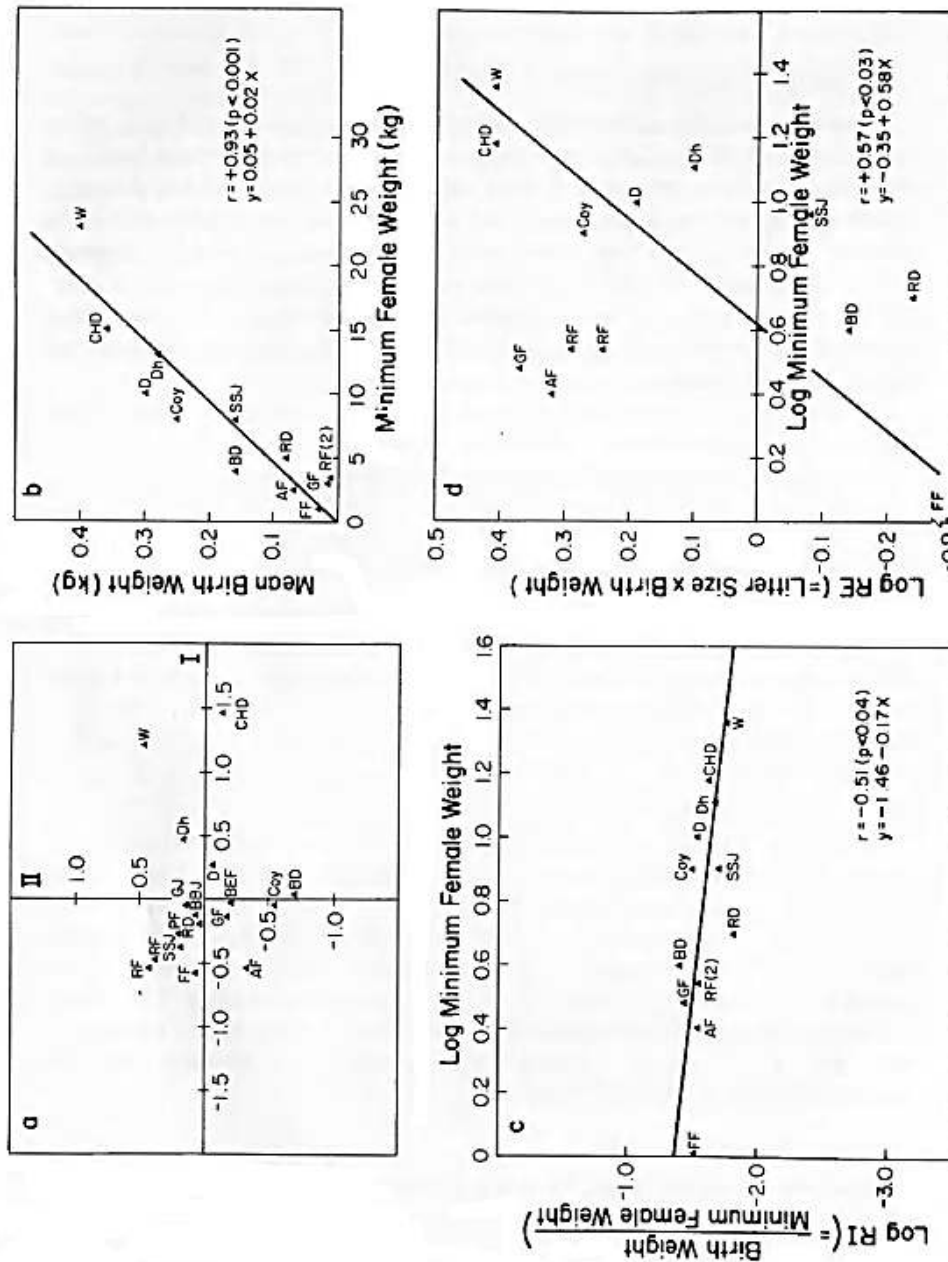 a
II
I
1.0
0.5
-0.5
-1.0
-1.5
-1.0
-0.5
0.5
1.0
1.5
RF
RF
SSJ
PF
GJ
FF
RD
BJ
GF
BEF
D
Dh
W
CHD
AF
Coy
BD
b
Mean Birth Weight (kg)
0.4
0.3
0.2
0.1
0
0
5
10
15
20
25
30
Minimum Female Weight (kg)
FF
AF
GF
RF(2)
BD
RD
SSJ
Coy
D
Dh
CHD
W
r=+0.931(p<0.001)
y=0.05+0.02X
c
Log Minimum Female Weight
0
0.2
0.4
0.6
0.8
1.0
1.2
1.4
1.6
-1.0
-2.0
-3.0
Log RI (= Birth Weight
Minimum Female Weight)
FF
AF
GF
RF(2)
BD
RD
Coy
SSJ
D
Dh
CHD
W
r=-0.51(p<0.04)
y=-1.46-0.17X
d
Log RE (=Litter Size x Birth Weight)
0.5
0.4
0.3
0.2
0.1
0
-0.1
-0.2
0.2
0.4
0.6
0.8
1.0
1.2
1.4
Log Minimum Female Weight
GF
AF
RF
RF
Coy
D
Dh
CHD
W
SSJ
BD
RD
FF
r=+0.57(p<0.03)
y=-0.35+0.58X